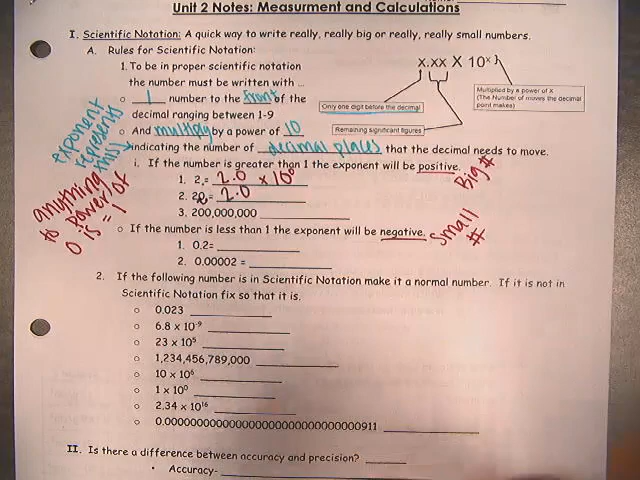 Unit 2 Notes: Measurment and Calculations
I. Scientific Notation: A quick way to write really, really big or really, really small numbers.
A. Rules for Scientific Notation:
1. To be in proper scientific notation
the number must be written with ...
o 1 number to the front of the
decimal ranging between 1-9
o And multiply by a power of 10
indicating the number of decimal places that the decimal needs to move.
X.XX X 10ˣ
Only one digit before the decimal
Remaining significant figures
Multiplied by a power of X
(The Number of moves the decimal
point makes)
exponent
represents
this
i. If the number is greater than 1 the exponent will be positive.
Big #
1. 2 = 2.0 x 10⁰
2. 20 = 2.0
3. 200,000,000
anything
to power of
0 is = 1
o If the number is less than 1 the exponent will be negative.
Small
#
1. 0.2=
2. 0.00002 =
2. If the following number is in Scientific Notation make it a normal number. If it is not in
Scientific Notation fix so that it is.
o 0.023
o 6.8 x 10⁻⁹
o 23 x 10⁵
o 1,234,456,789,000
o 10 x 10⁶
o 1 x 10⁰
o 2.34 x 10¹⁶
II. Is there a difference between accuracy and precision?
• Accuracy-